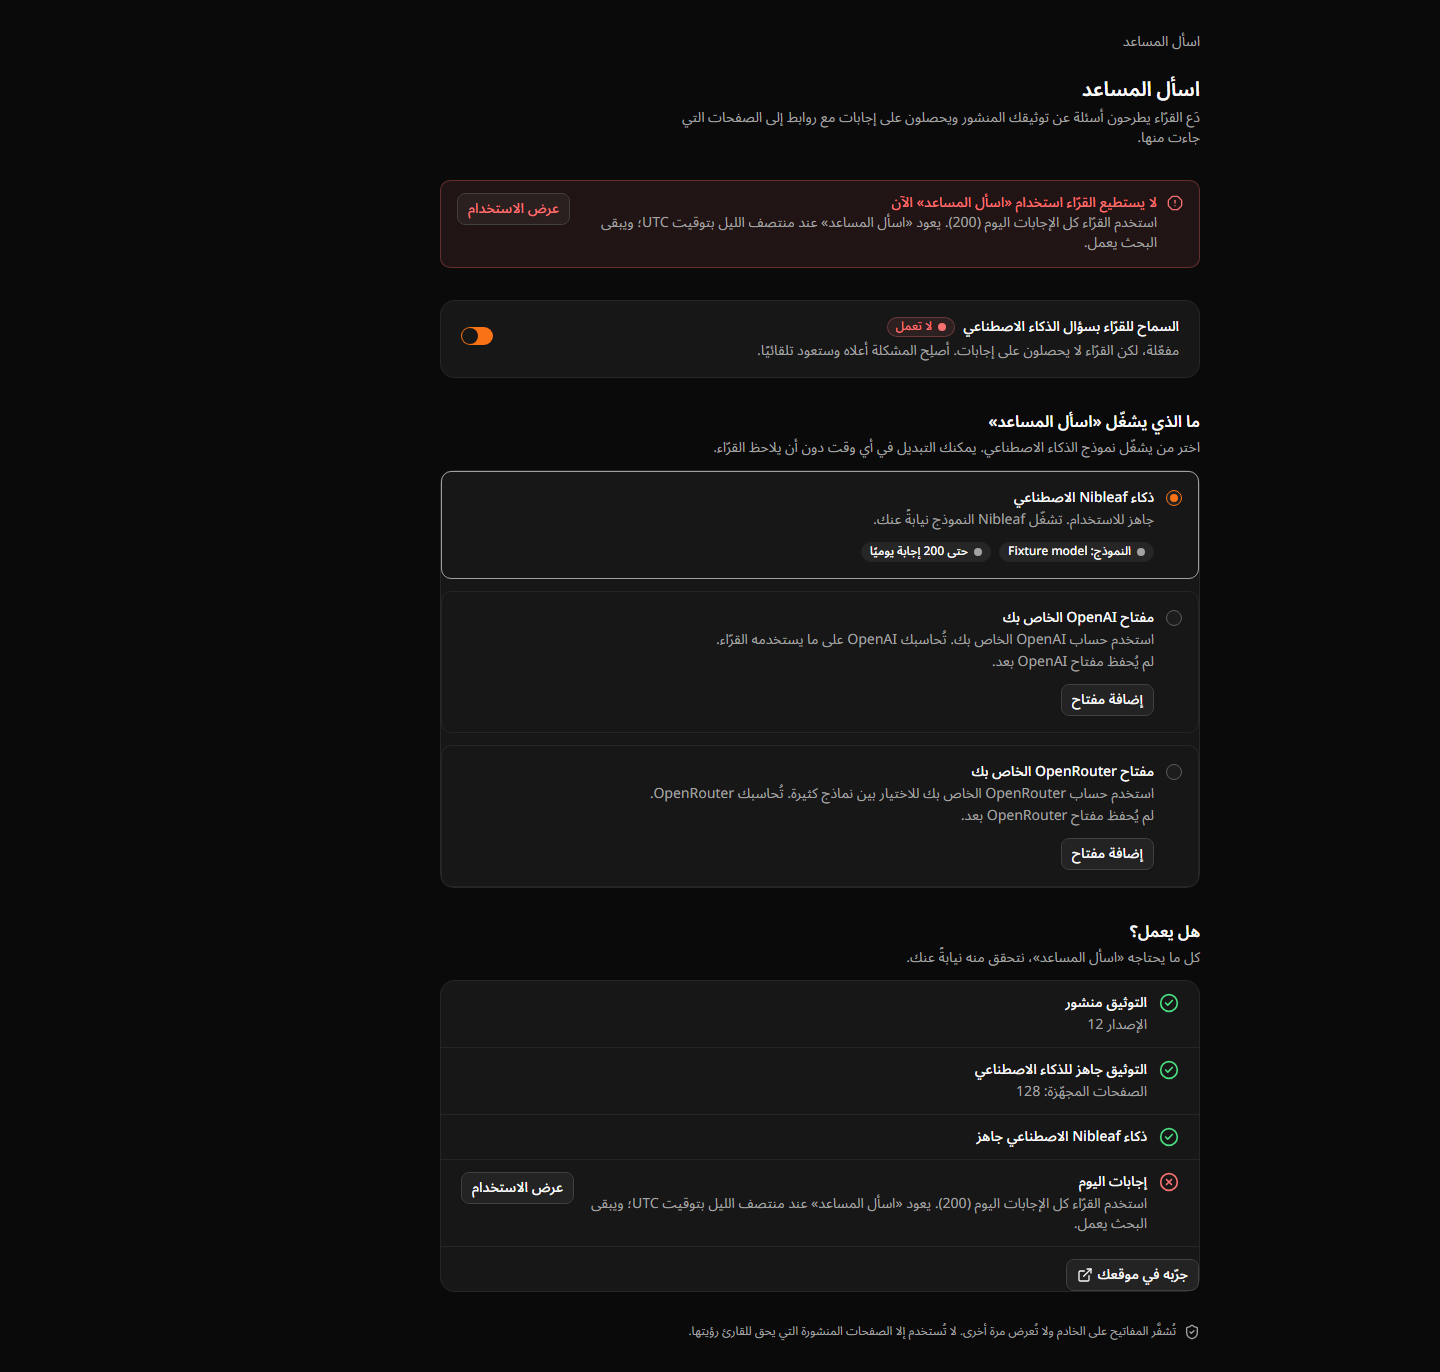 اسأل المساعد
اسأل المساعد
دَع القرّاء يطرحون أسئلة عن توثيقك المنشور ويحصلون على إجابات مع روابط إلى الصفحات التي
جاءت منها.
لا يستطيع القرّاء استخدام «اسأل المساعد» الآن
استخدم القرّاء كل الإجابات اليوم (200). يعود «اسأل المساعد» عند منتصف الليل بتوقيت UTC؛ ويبقى
البحث يعمل.
عرض الاستخدام
السماح للقرّاء بسؤال الذكاء الاصطناعي
لا تعمل
مفعّلة، لكن القرّاء لا يحصلون على إجابات. أصلِح المشكلة أعلاه وستعود تلقائيًا.
ما الذي يشغّل «اسأل المساعد»
اختر من يشغّل نموذج الذكاء الاصطناعي. يمكنك التبديل في أي وقت دون أن يلاحظ القرّاء.
ذكاء Nibleaf الاصطناعي
جاهز للاستخدام. تشغّل Nibleaf النموذج نيابةً عنك.
النموذج: Fixture model
حتى 200 إجابة يوميًا
مفتاح OpenAI الخاص بك
استخدم حساب OpenAI الخاص بك. تُحاسبك OpenAI على ما يستخدمه القرّاء.
لم يُحفظ مفتاح OpenAI بعد.
إضافة مفتاح
مفتاح OpenRouter الخاص بك
استخدم حساب OpenRouter الخاص بك للاختيار بين نماذج كثيرة. تُحاسبك OpenRouter.
لم يُحفظ مفتاح OpenRouter بعد.
إضافة مفتاح
هل يعمل؟
كل ما يحتاجه «اسأل المساعد»، نتحقق منه نيابةً عنك.
التوثيق منشور
الإصدار 12
التوثيق جاهز للذكاء الاصطناعي
الصفحات المجهّزة: 128
ذكاء Nibleaf الاصطناعي جاهز
إجابات اليوم
استخدم القرّاء كل الإجابات اليوم (200). يعود «اسأل المساعد» عند منتصف الليل بتوقيت UTC؛ ويبقى
البحث يعمل.
عرض الاستخدام
جرّبه في موقعك
تُشفَّر المفاتيح على الخادم ولا تُعرض مرة أخرى. لا تُستخدم إلا الصفحات المنشورة التي يحق للقارئ رؤيتها.